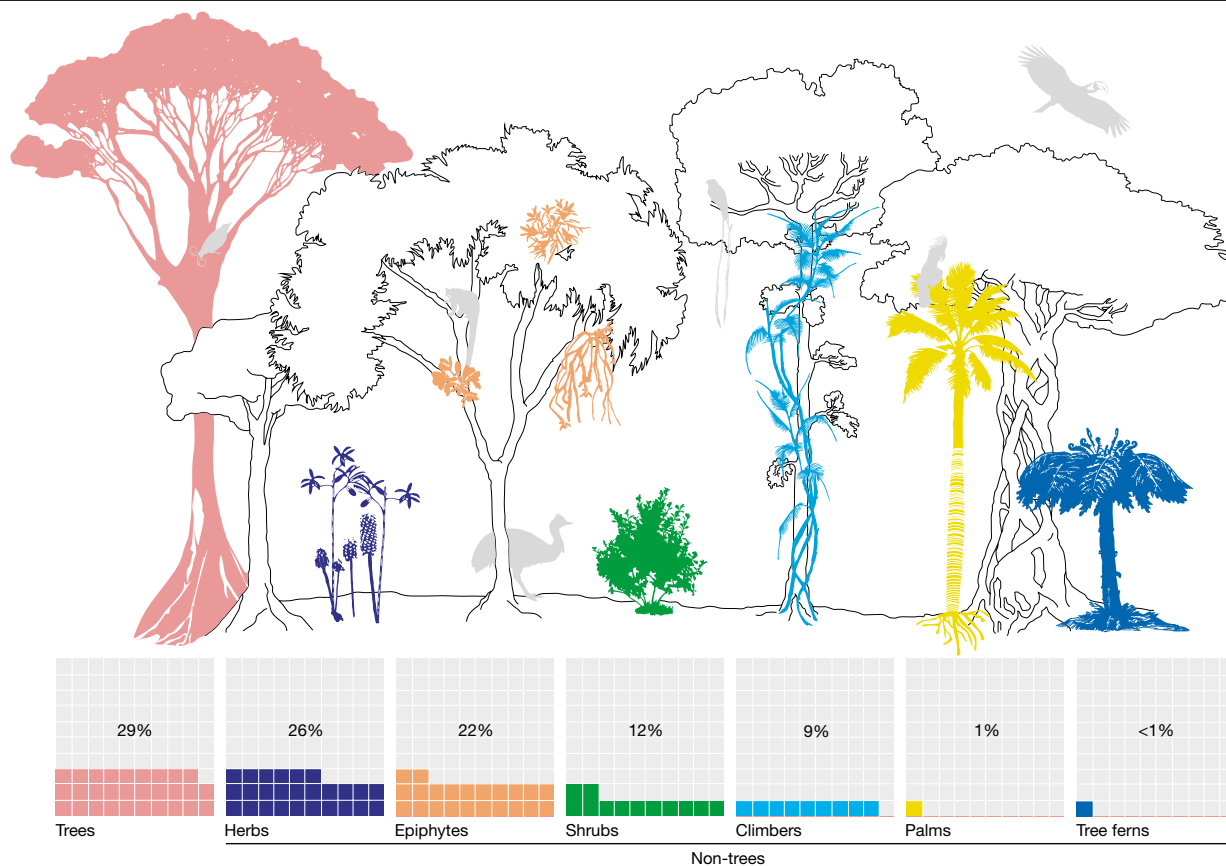 29% 26% 22% 12% 9% 1% <1%
Trees Herbs Epiphytes Shrubs Climbers Palms Tree ferns
Non-trees